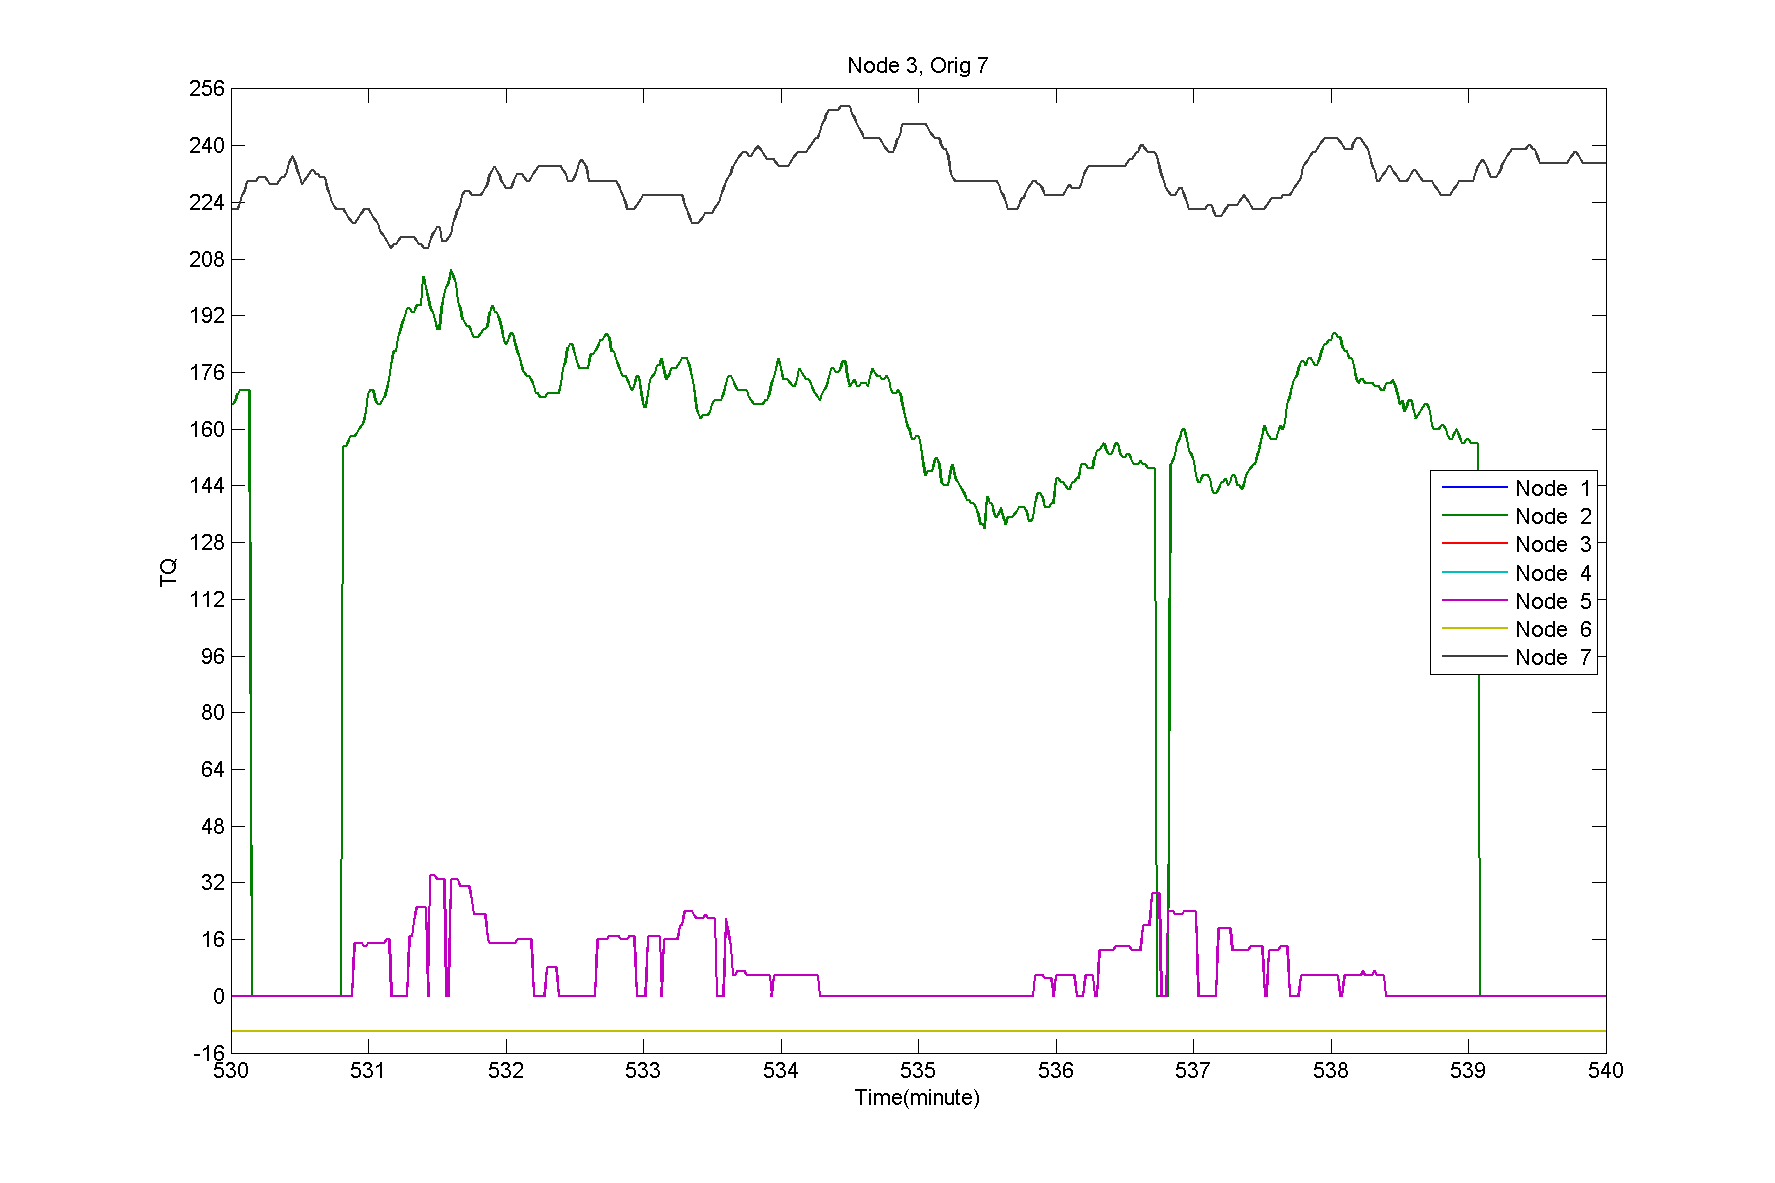 Node 3, Orig 7
256
240
224
208
192
176
160
144
128
112
96
80
64
48
32
16
0
-16
TQ
Node 1
Node 2
Node 3
Node 4
Node 5
Node 6
Node 7
530 531 532 533 534 535 536 537 538 539 540
Time(minute)